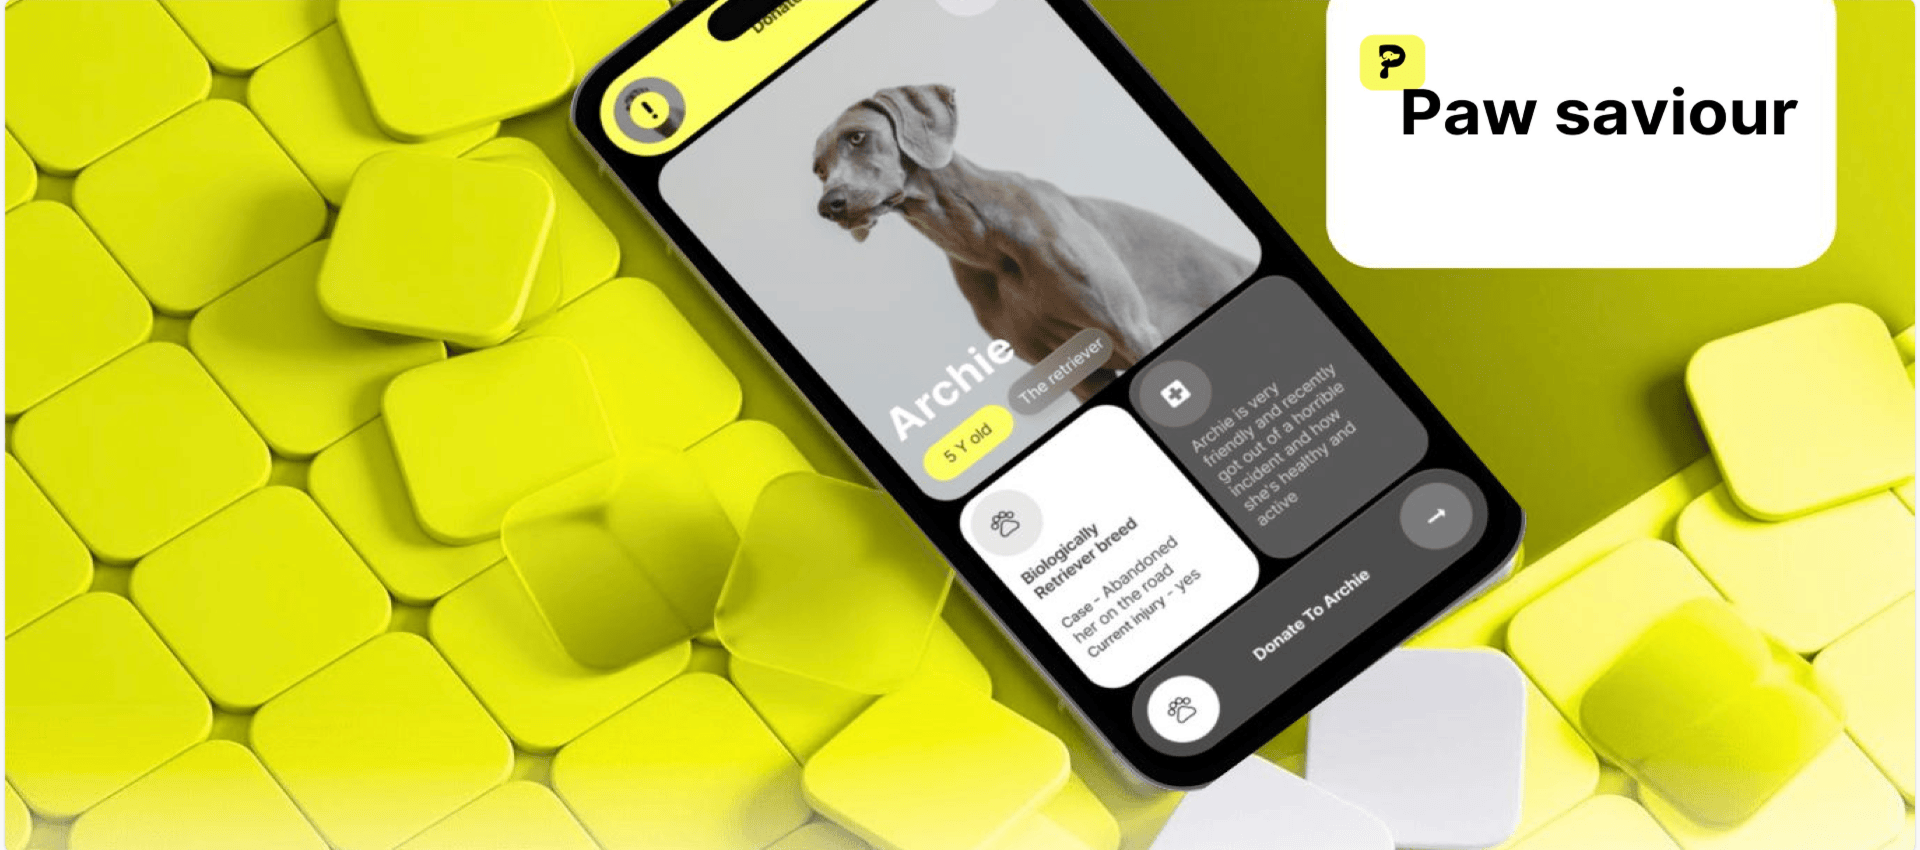 Donate
Paw saviour
Archie
5 Y old
The retriever
Archie is very
friendly and recently
got out of a horrible
incident and how
she's healthy and
active
Biologically
Retriever breed
Case - Abandoned
her on the road
Current injury - yes
Donate To Archie